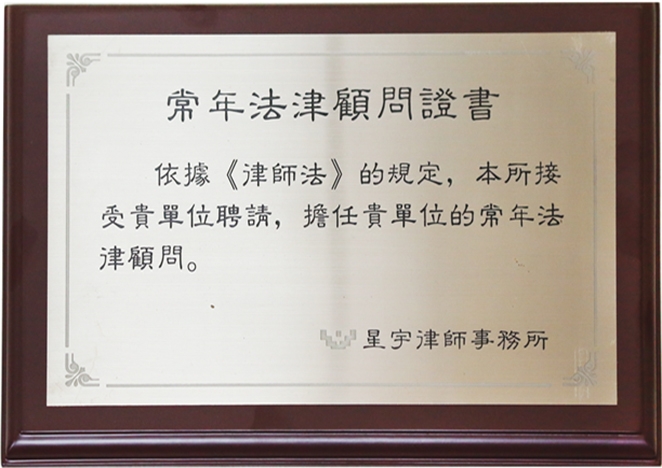 常年法律顧問證書
依據《律師法》的規定，本所接
受貴單位聘請，擔任貴單位的常年法
律顧問。
星宇律師事務所